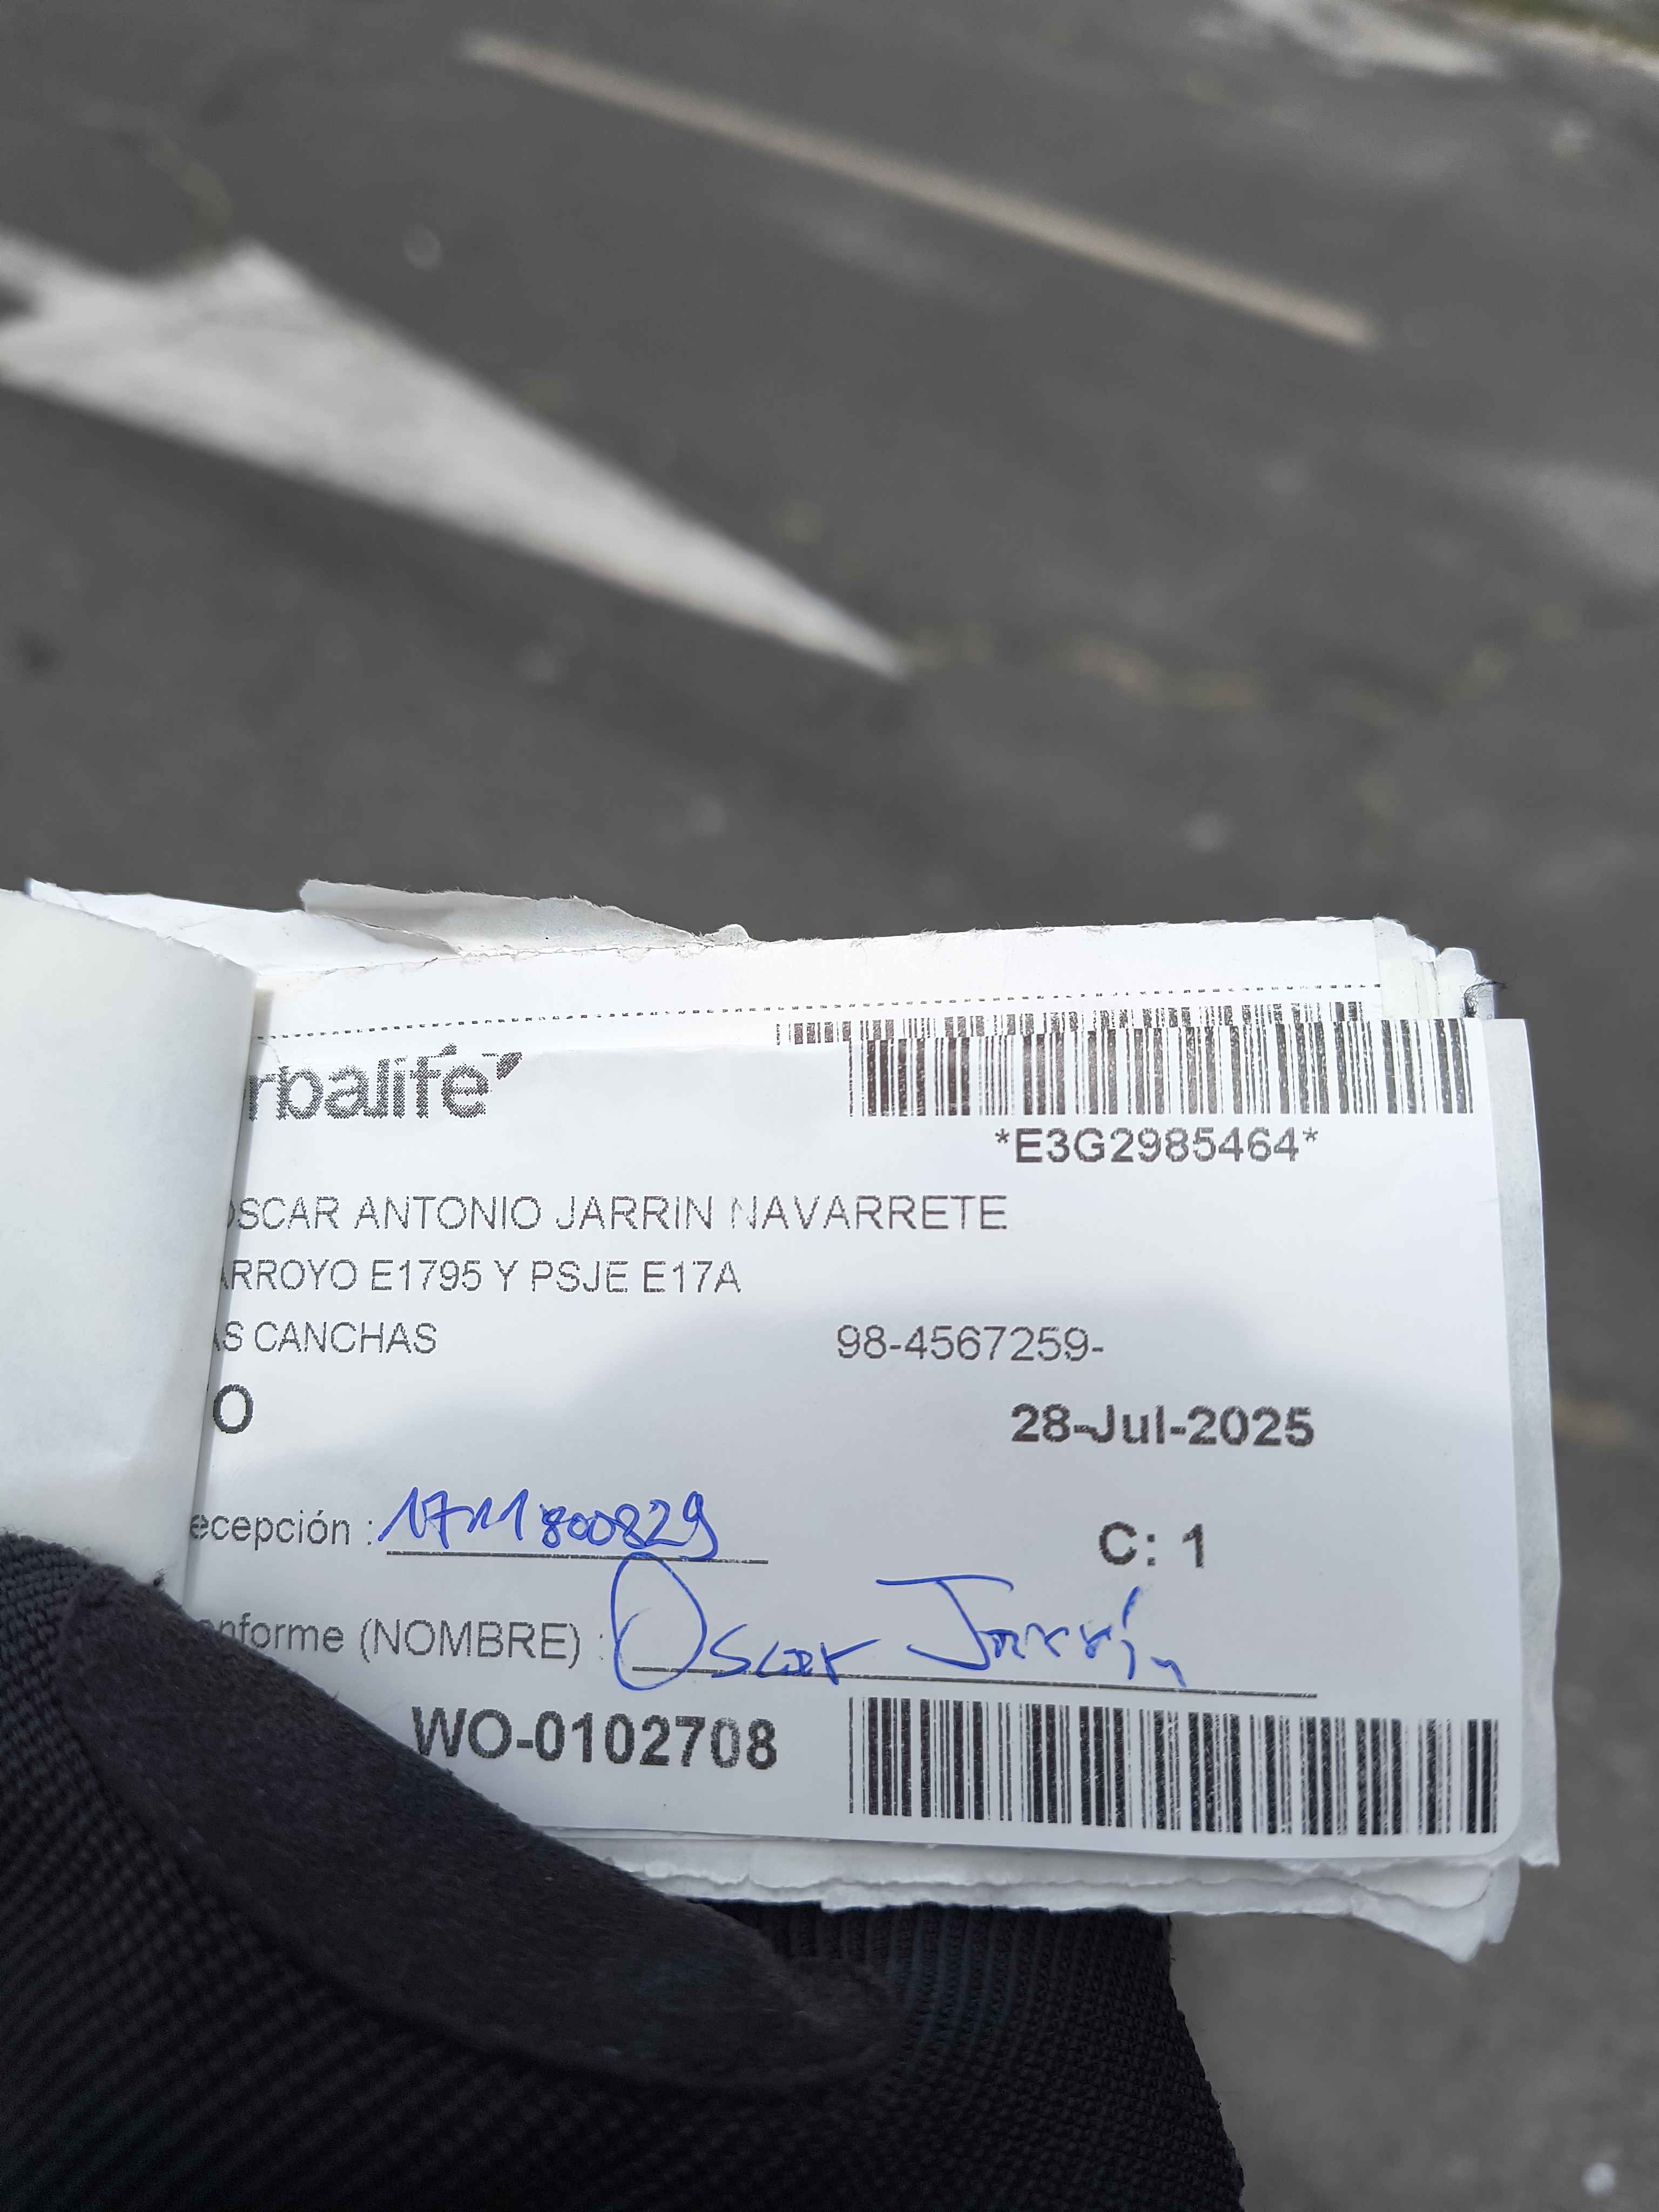 rbalife
*E3G2985464*
OSCAR ANTONIO JARRIN NAVARRETE
ARROYO E1795 Y PSJE E17A
AS CANCHAS 98-4567259-
O 28-Jul-2025
ecepción : 1711800829 C: 1
onforme (NOMBRE) : Oscar Jarrín
WO-0102708